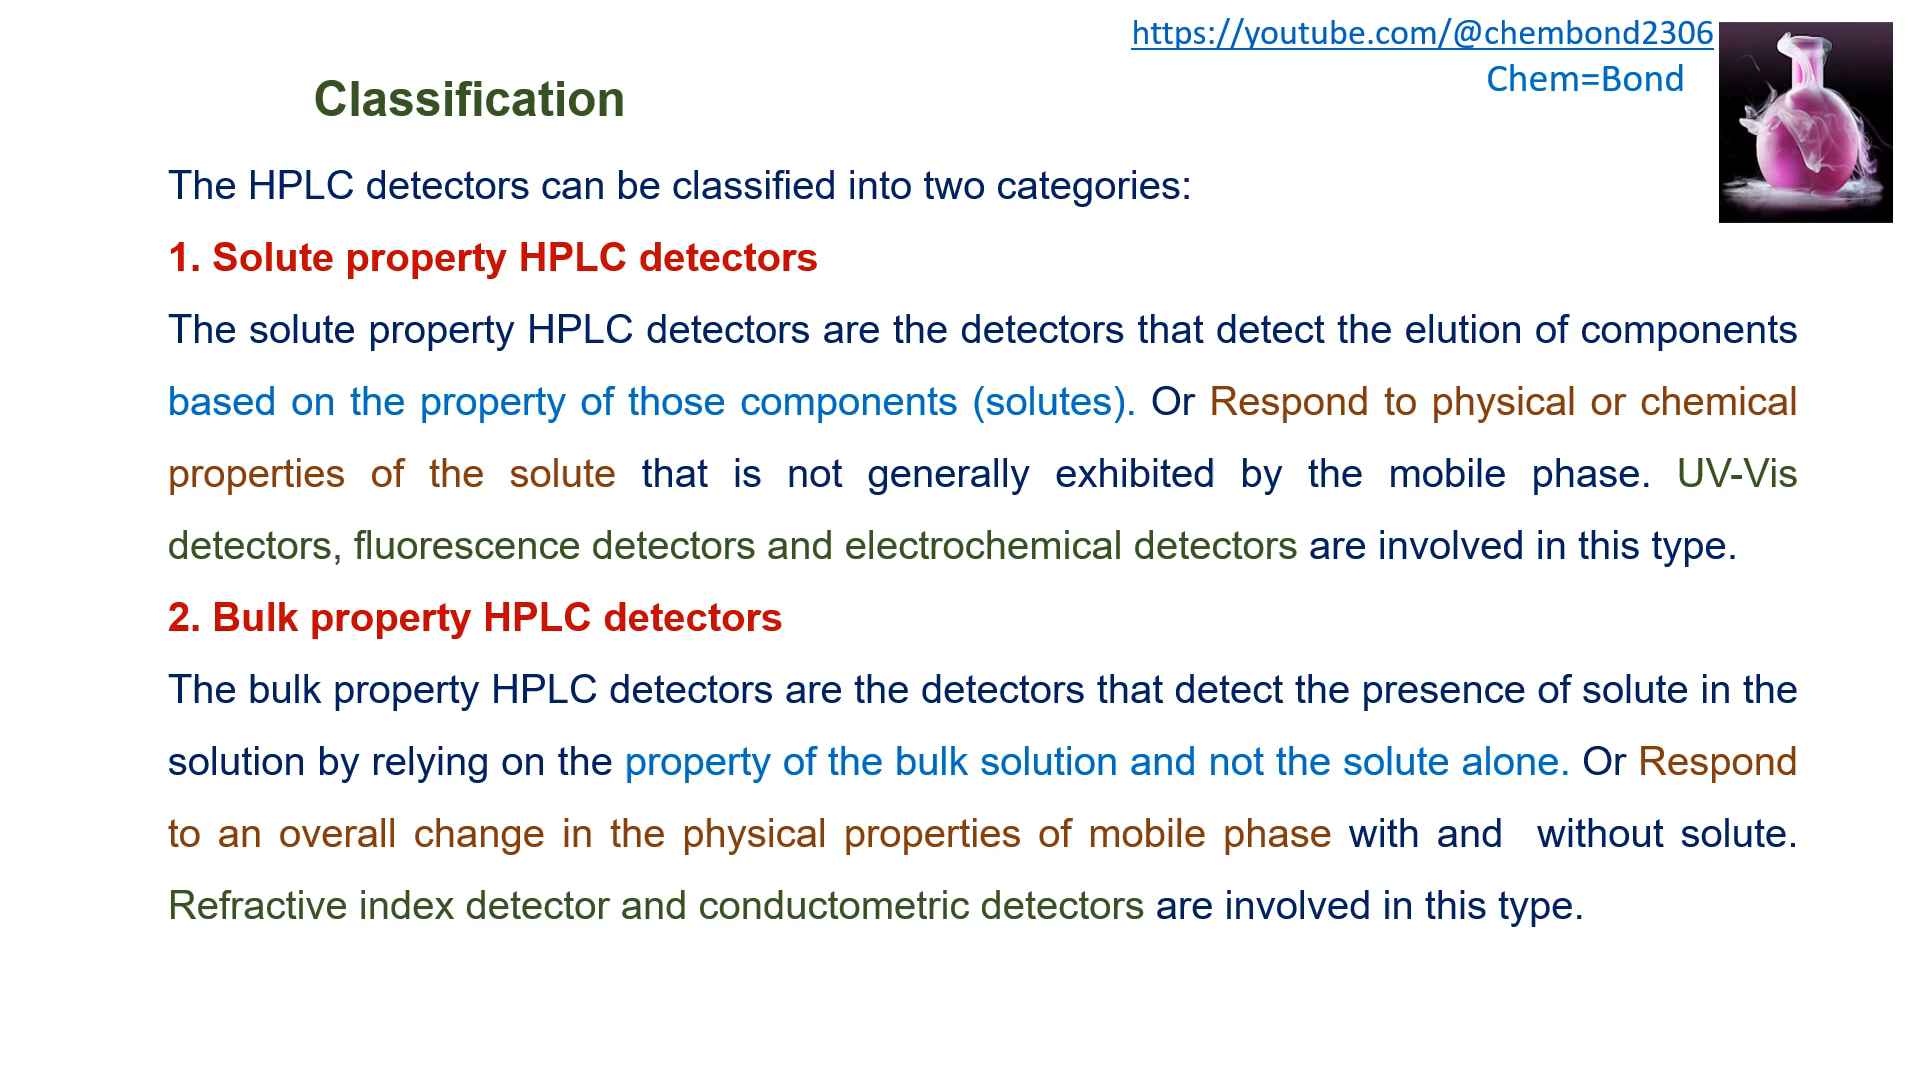 https://youtube.com/@chembond2306
Chem=Bond
Classification
The HPLC detectors can be classified into two categories:
1. Solute property HPLC detectors
The solute property HPLC detectors are the detectors that detect the elution of components
based on the property of those components (solutes). Or Respond to physical or chemical
properties of the solute that is not generally exhibited by the mobile phase. UV-Vis
detectors, fluorescence detectors and electrochemical detectors are involved in this type.
2. Bulk property HPLC detectors
The bulk property HPLC detectors are the detectors that detect the presence of solute in the
solution by relying on the property of the bulk solution and not the solute alone. Or Respond
to an overall change in the physical properties of mobile phase with and without solute.
Refractive index detector and conductometric detectors are involved in this type.